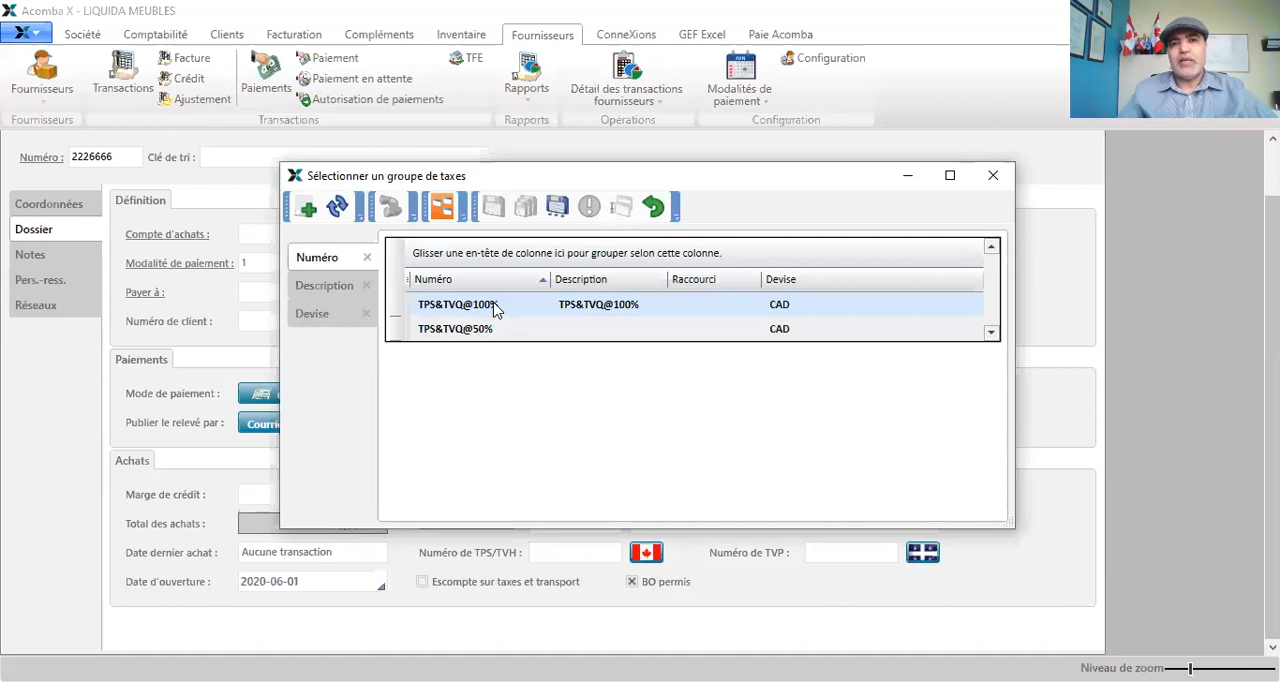 Acomba X - LIQUIDA MEUBLES
Société Comptabilité Clients Facturation Compléments Inventaire Fournisseurs ConneXions GEF Excel Paie Acomba
Facture Paiement TFE Configuration
Crédit Paiement en attente
Fournisseurs Transactions Ajustement Paiements Autorisation de paiements Rapports Détail des transactions fournisseurs Modalités de paiement
Fournisseurs Transactions Rapports Opérations Configuration
Numéro : 2226666 Clé de tri :
Sélectionner un groupe de taxes
Coordonnées
Dossier
Notes
Pers.-ress.
Réseaux
Définition
Compte d'achats :
Modalité de paiement : 1
Payer à :
Numéro de client :
Numéro
Description
Devise
Glisser une en-tête de colonne ici pour grouper selon cette colonne.
Numéro Description Raccourci Devise
TPS&TVQ@100% TPS&TVQ@100% CAD
TPS&TVQ@50% CAD
Paiements
Mode de paiement :
Publier le relevé par : Courri
Achats
Marge de crédit :
Total des achats :
Date dernier achat : Aucune transaction Numéro de TPS/TVH : Numéro de TVP :
Date d'ouverture : 2020-06-01 Escompte sur taxes et transport BO permis
Niveau de zoom